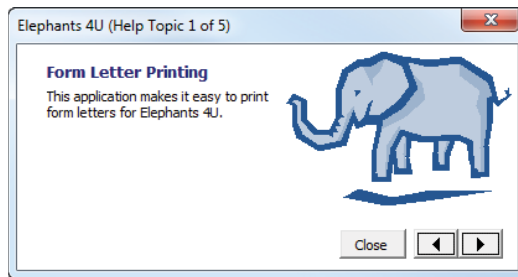 Elephants 4U (Help Topic 1 of 5)
Form Letter Printing
This application makes it easy to print
form letters for Elephants 4U.
Close